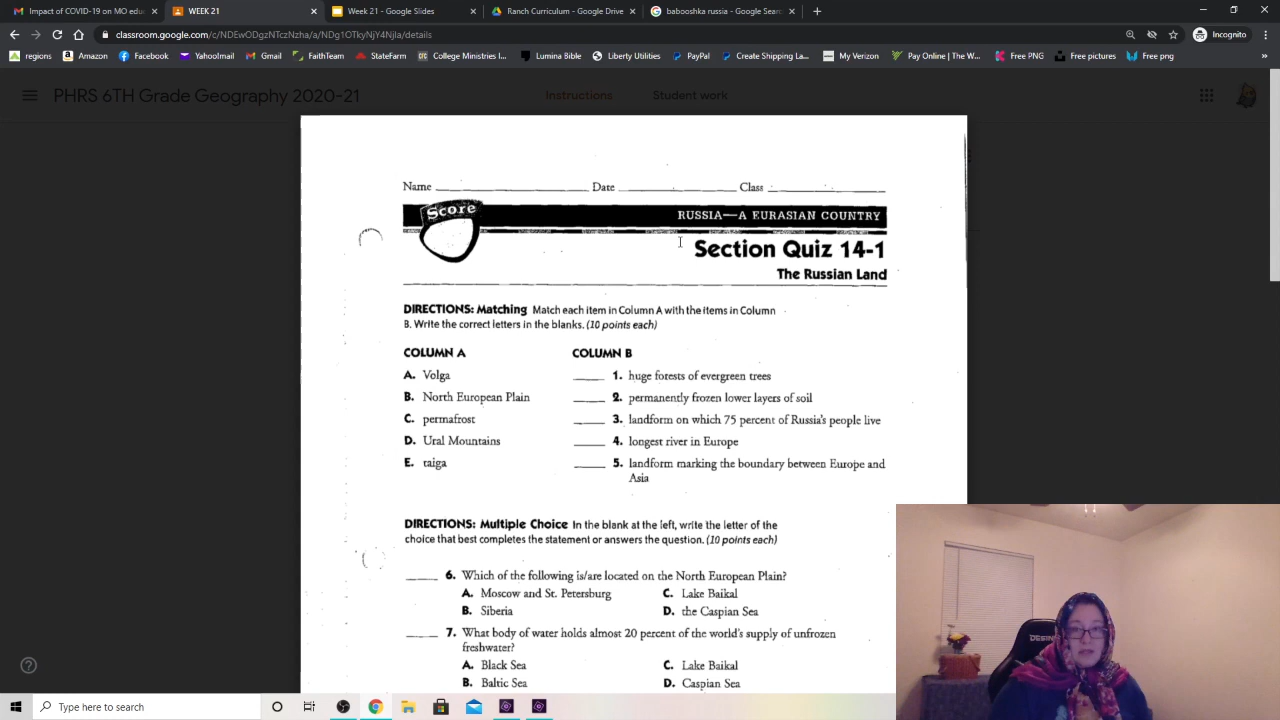 Impact of COVID-19 on MO edu
WEEK 21
Week 21 - Google Slides
Ranch Curriculum - Google Drive
babooshka russia - Google Sear
classroom.google.com/c/NDEwODgzNTczNzha/a/NDg1OTkyNjY4Njla/details
Incognito
regions
Amazon
Facebook
Yahoo!mail
Gmail
FaithTeam
StateFarm
College Ministries I...
Lumina Bible
Liberty Utilities
PayPal
Creat Shipping La...
My Verizon
Pay Online | The W...
Free PNG
Free pictures
Free png
PHRS 6TH Grade Geography 2020-21
Instructions
Student work
Name Date Class
Score
RUSSIA—A EURASIAN COUNTRY
Section Quiz 14-1
The Russian Land
DIRECTIONS: Matching Match each item in Column A with the items in Column
B. Write the correct letters in the blanks. (10 points each)
COLUMN A COLUMN B
A. Volga 1. huge forests of evergreen trees
B. North European Plain 2. permanently frozen lower layers of soil
C. permafrost 3. landform on which 75 percent of Russia's people live
D. Ural Mountains 4. longest river in Europe
E. taiga 5. landform marking the boundary between Europe and
Asia
DIRECTIONS: Multiple Choice In the blank at the left, write the letter of the
choice that best completes the statement or answers the question. (10 points each)
6. Which of the following is/are located on the North European Plain?
A. Moscow and St. Petersburg C. Lake Baikal
B. Siberia D. the Caspian Sea
7. What body of water holds almost 20 percent of the world's supply of unfrozen
freshwater?
A. Black Sea C. Lake Baikal
B. Baltic Sea D. Caspian Sea
Type here to search